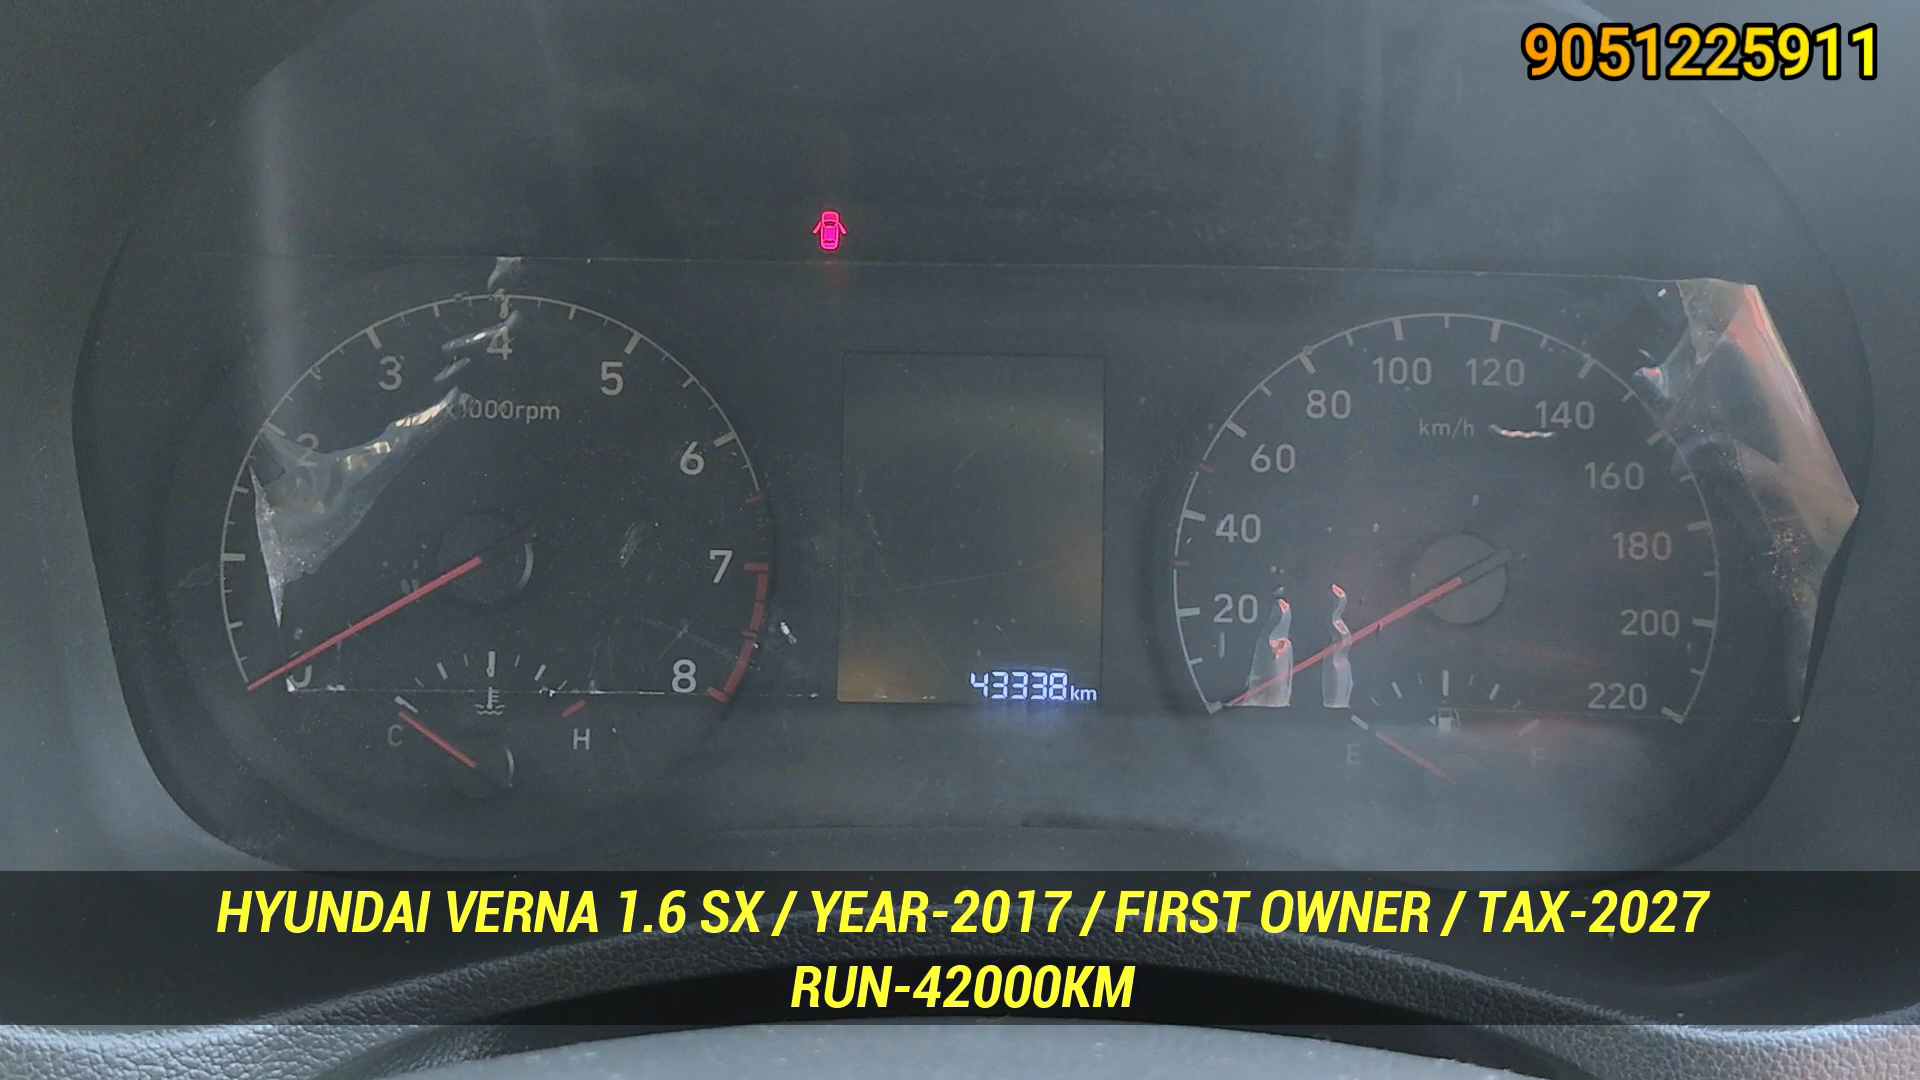 9051225911
3 4 5
x1000rpm
2 6
7
0 8
C H
43338km
100 120
80 140
km/h
60 160
40 180
20 200
220
E F
HYUNDAI VERNA 1.6 SX / YEAR-2017 / FIRST OWNER / TAX-2027
RUN-42000KM